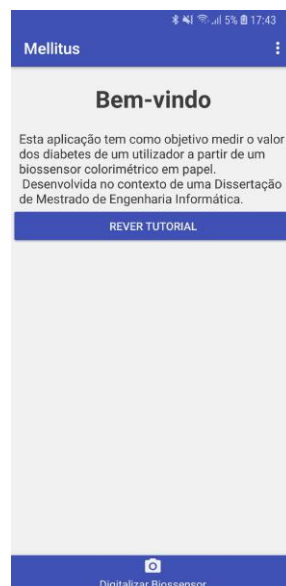 5% 17:43
Mellitus
Bem-vindo
Esta aplicação tem como objetivo medir o valor
dos diabetes de um utilizador a partir de um
biossensor colorimétrico em papel.
Desenvolvida no contexto de uma Dissertação
de Mestrado de Engenharia Informática.
REVER TUTORIAL
Digitalizar Biossensor